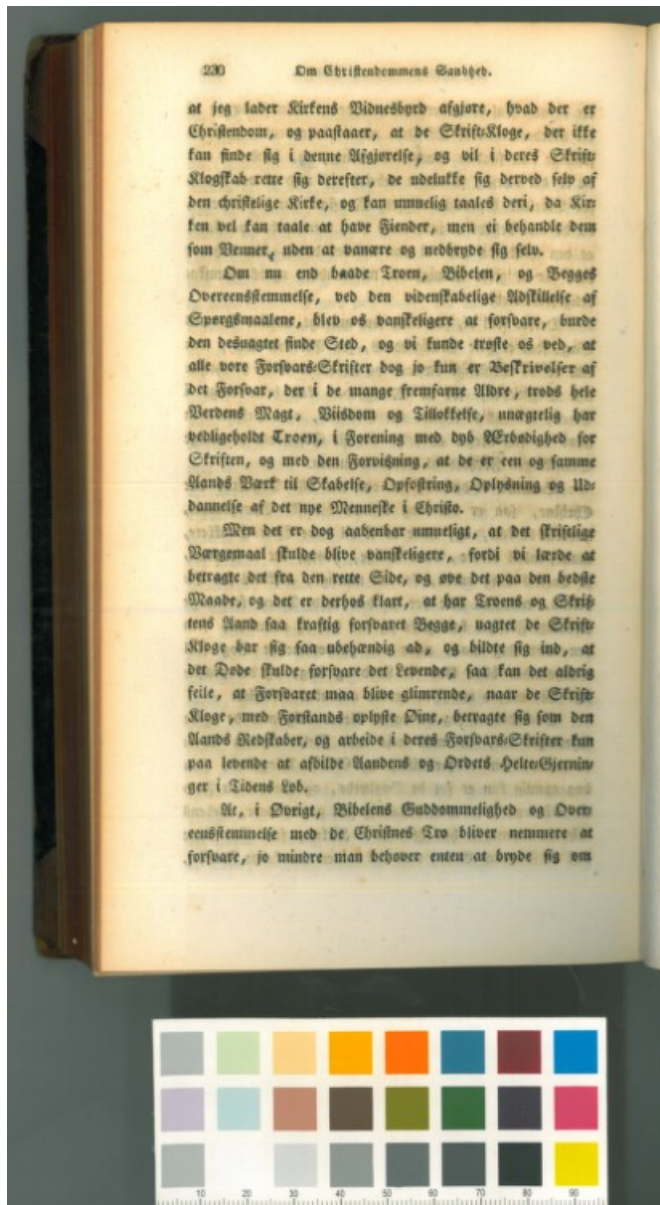 230 Om Christendommens Sandhed.
at jeg lader Kirkens Vidnesbyrd afgjøre, hvad der er
Christendom, og paastaaer, at de Skrift-Kloge, der ikke
kan finde sig i denne Afgjørelse, og vil i deres Skrift-
Klogskab rette sig derefter, de udelukke sig derved selv af
den christelige Kirke, og kan umuelig taales deri, da Kir-
ken vel kan taale at have Fiender, men ei behandle dem
som Venner, uden at vanære og nedbryde sig selv.
Om nu end baade Troen, Bibelen, og Begges
Overeensstemmelse, ved den videnskabelige Adskillelse af
Spørgsmaalene, blev os vanskeligere at forsvare, burde
den desuagtet finde Sted, og vi kunde trøste os ved, at
alle vore Forsvars-Skrifter dog jo kun er Beskrivelser af
det Forsvar, der i de mange fremfarne Aldre, trods hele
Verdens Magt, Viisdom og Tillokkelse, unægtelig har
vedligeholdt Troen, i Forening med dyb Ærbødighed for
Skriften, og med den Forvisning, at de er een og samme
Aands Værk til Skabelse, Opfostring, Oplysning og Ud-
dannelse af det nye Menneske i Christo.
Men det er dog aabenbar umueligt, at det skriftlige
Værgemaal skulde blive vanskeligere, fordi vi lærde at
betragte det fra den rette Side, og øve det paa den bedste
Maade, og det er derhos klart, at har Troens og Skrif-
tens Aand saa kraftig forsvaret Begge, uagtet de Skrift-
Kloge bar sig saa ubehændig ad, og bildte sig ind, at
det Døde skulde forsvare det Levende, saa kan det aldrig
feile, at Forsvaret maa blive glimrende, naar de Skrift-
Kloge, med Forstands oplyste Øine, betragte sig som den
Aands Redskaber, og arbeide i deres Forsvars-Skrifter kun
paa levende at afbilde Aandens og Ordets Helte-Gjernin-
ger i Tidens Løb.
At, i Øvrigt, Bibelens Guddommelighed og Over-
eensstemmelse med de Christnes Tro bliver nemmere at
forsvare, jo mindre man behøver enten at bryde sig om
10 20 30 40 50 60 70 80 90